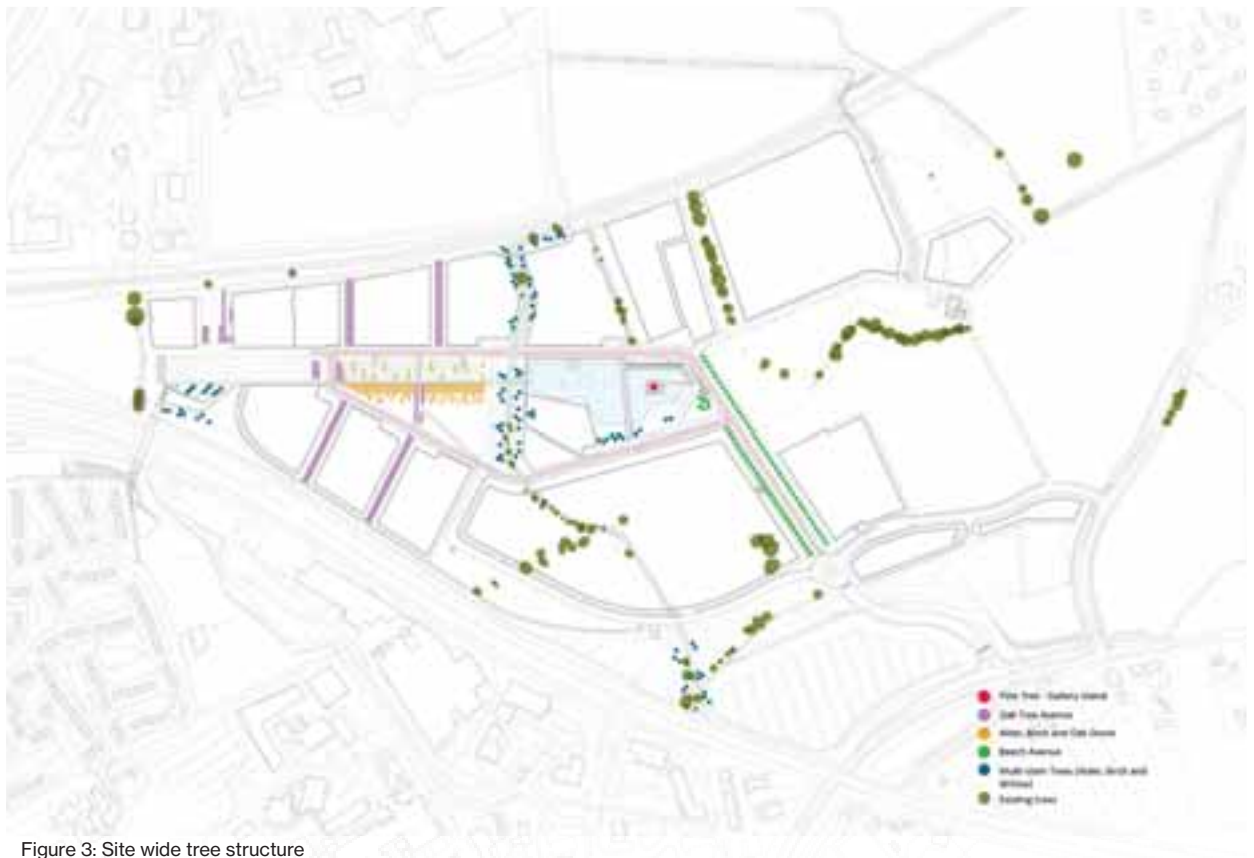 Pine Tree - Gallery Island
Oak Tree Avenue
Alder, Birch and Oak Grove
Beech Avenue
Multi-stem Trees (Alder, Birch and
Willow)
Existing trees
Figure 3: Site wide tree structure